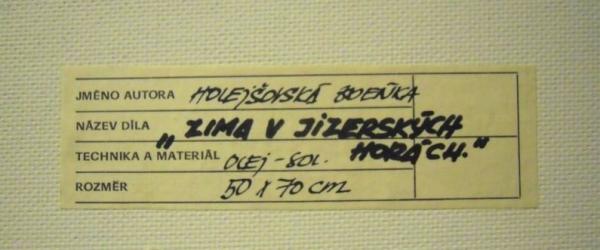 JMÉNO AUTORA HOLEJŠOVSKÁ BOEŇKA
NÁZEV DÍLA „ZIMA V JIZERSKÝCH
TECHNIKA A MATERIÁL OLEJ-SOL. HORÁCH."
ROZMĚR 50 x 70 cm